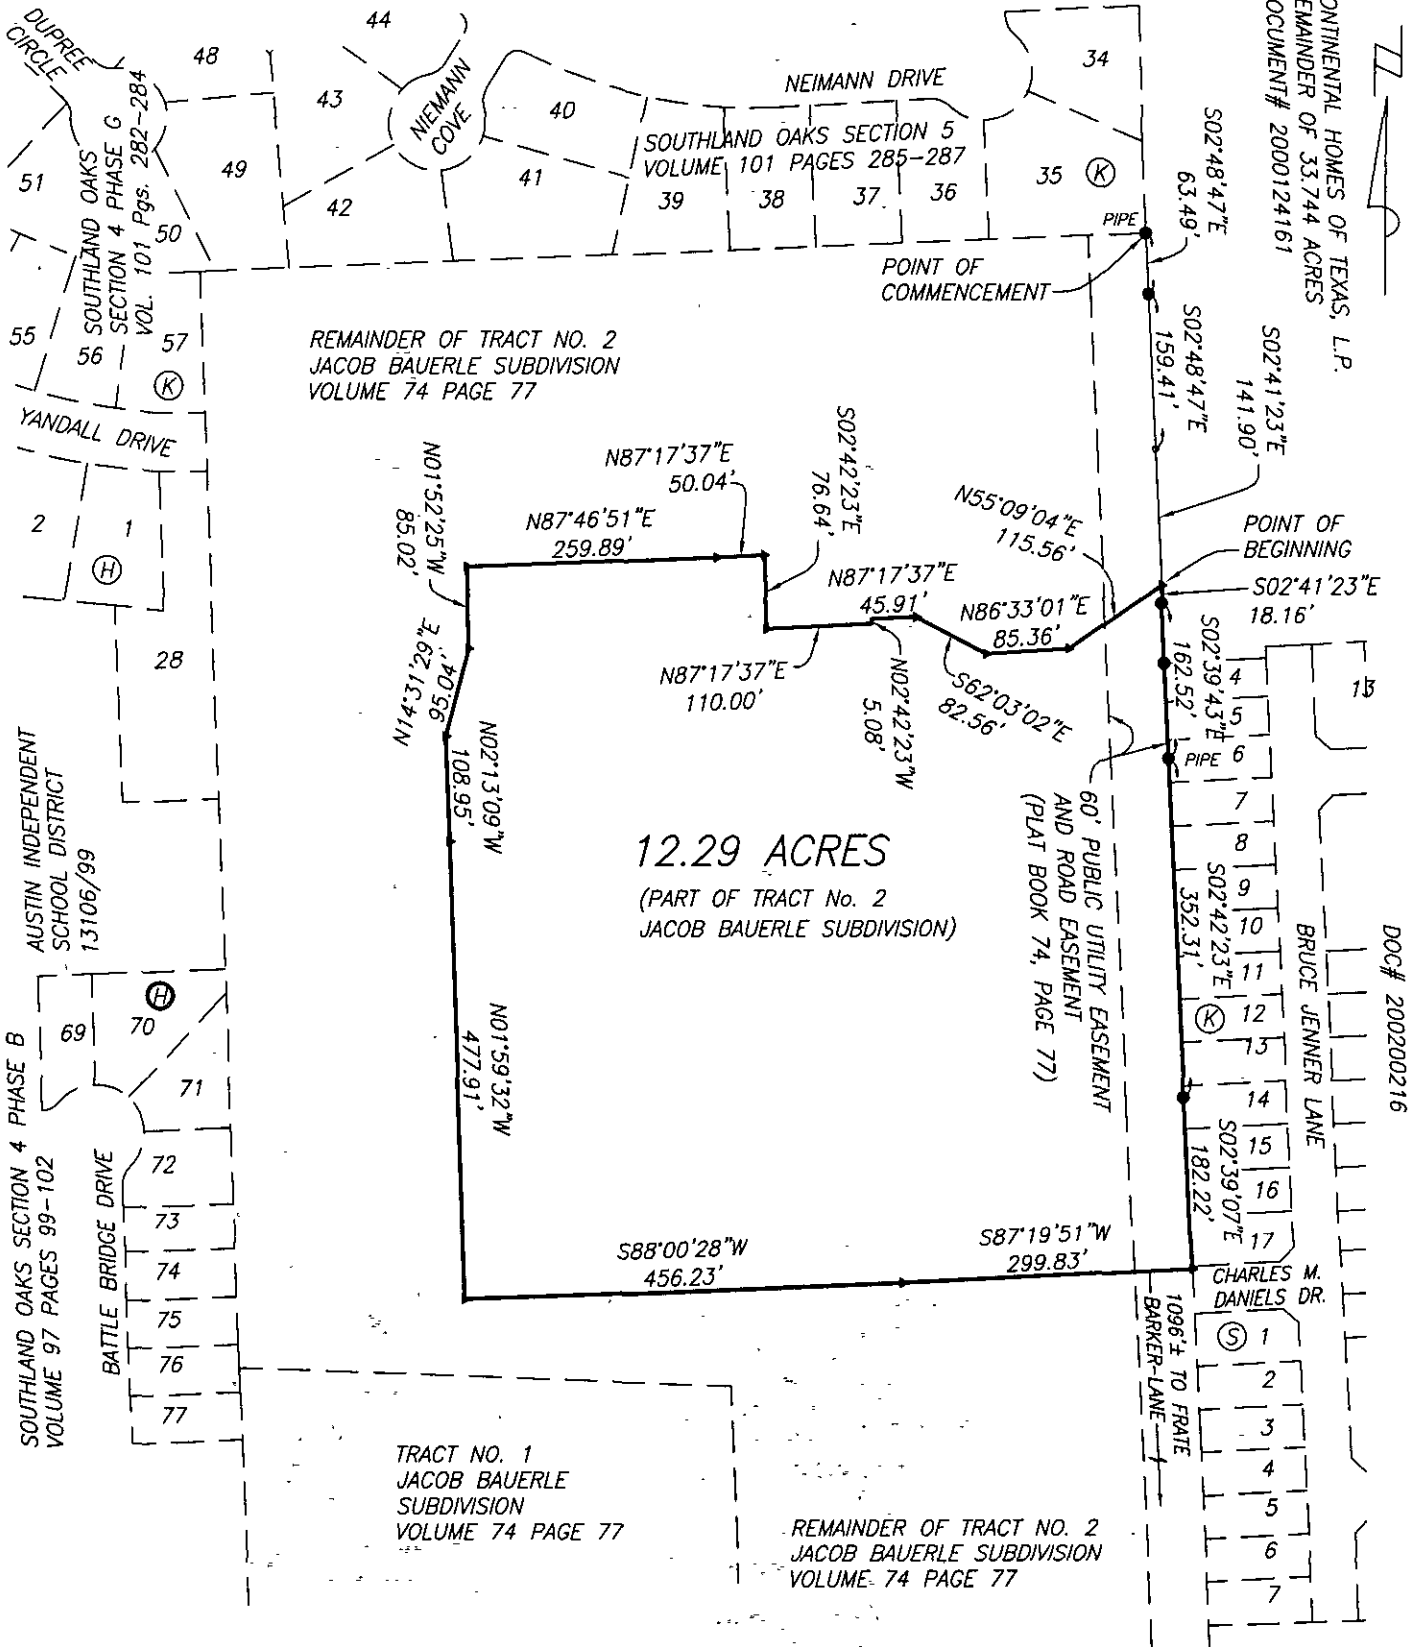 DUPREE
CIRCLE
44
48
43
NIEMANN
COVE
40
NEIMANN DRIVE
34
ONTINENTAL HOMES OF TEXAS, L.P.
EMAINDER OF 33.744 ACRES
OCUMENT# 2000124161
51
49
42
41
SOUTHLAND OAKS SECTION 5
VOLUME 101 PAGES 285-287
39
38
37
36
35
K
PIPE
S02°48'47"E
63.49'
SOUTHLAND OAKS
SECTION 4 PHASE G
VOL. 101 Pgs. 282-284
50
55
56
57
K
POINT OF
COMMENCEMENT
S02°48'47"E
159.41'
S02°41'23"E
141.90'
REMAINDER OF TRACT NO. 2
JACOB BAUERLE SUBDIVISION
VOLUME 74 PAGE 77
YANDALL DRIVE
2
1
H
28
N01°52'25"W
85.02'
N87°46'51"E
259.89'
N87°17'37"E
50.04'
S02°42'23"E
76.64'
N87°17'37"E
45.91'
N55°09'04"E
115.56'
N86°33'01"E
85.36'
POINT OF
BEGINNING
S02°41'23"E
18.16'
N87°17'37"E
110.00'
N02°42'23"W
5.08'
S62°03'02"E
82.56'
N14°31'29"E
95.04'
N02°13'09"W
108.95'
S02°39'43"E
162.52'
PIPE
4
5
6
7
8
9
10
11
12
13
14
15
16
17
K
13
12.29 ACRES
(PART OF TRACT No. 2
JACOB BAUERLE SUBDIVISION)
60' PUBLIC UTILITY EASEMENT
AND ROAD EASEMENT
(PLAT BOOK 74, PAGE 77)
S02°42'23"E
352.31'
BRUCE JENNER LANE
DOC# 200200216
AUSTIN INDEPENDENT
SCHOOL DISTRICT
13106/99
H
69
70
71
72
73
74
75
76
77
SOUTHLAND OAKS SECTION 4 PHASE B
VOLUME 97 PAGES 99-102
BATTLE BRIDGE DRIVE
N01°59'32"W
477.91'
S02°39'07"E
182.22'
S88°00'28"W
456.23'
S87°19'51"W
299.83'
CHARLES M.
DANIELS DR.
1096'± TO FRATE
BARKER LANE
S
1
2
3
4
5
6
7
TRACT NO. 1
JACOB BAUERLE
SUBDIVISION
VOLUME 74 PAGE 77
REMAINDER OF TRACT NO. 2
JACOB BAUERLE SUBDIVISION
VOLUME 74 PAGE 77